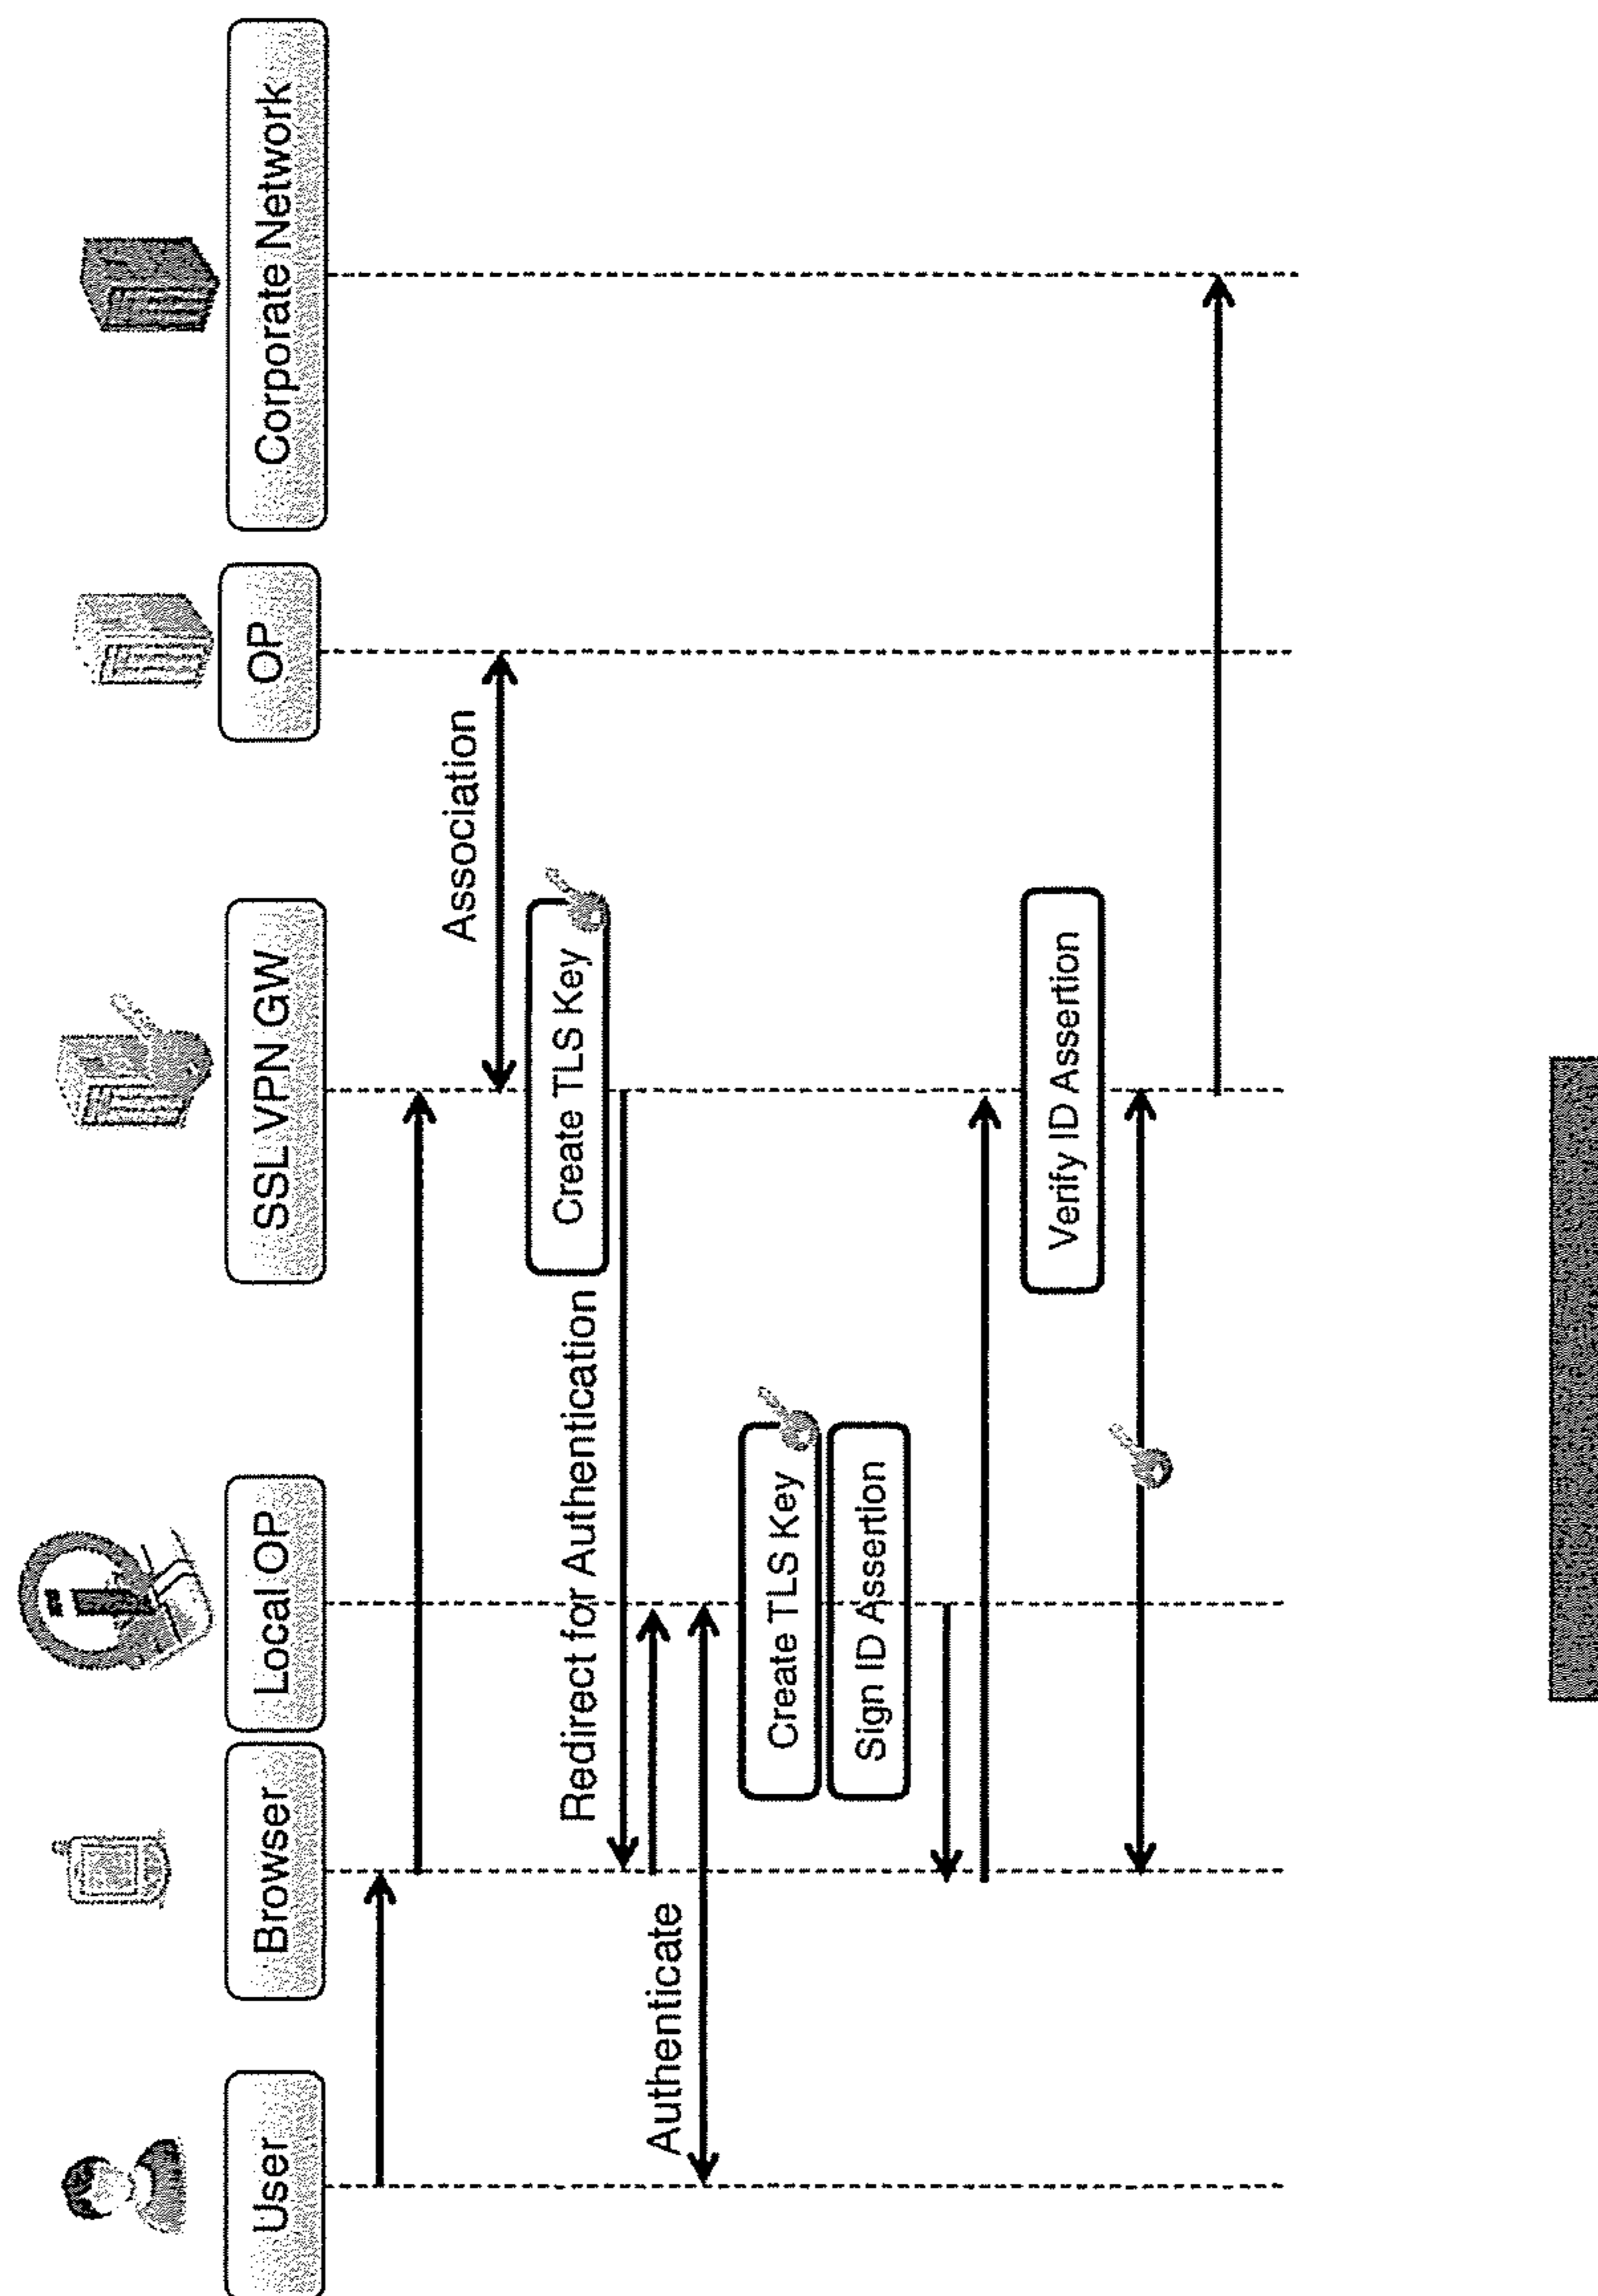 User
Browser
Local OP
SSL VPN GW
OP
Corporate Network
Association
Create TLS Key
Redirect for Authentication
Authenticate
Create TLS Key
Sign ID Assertion
Verify ID Assertion